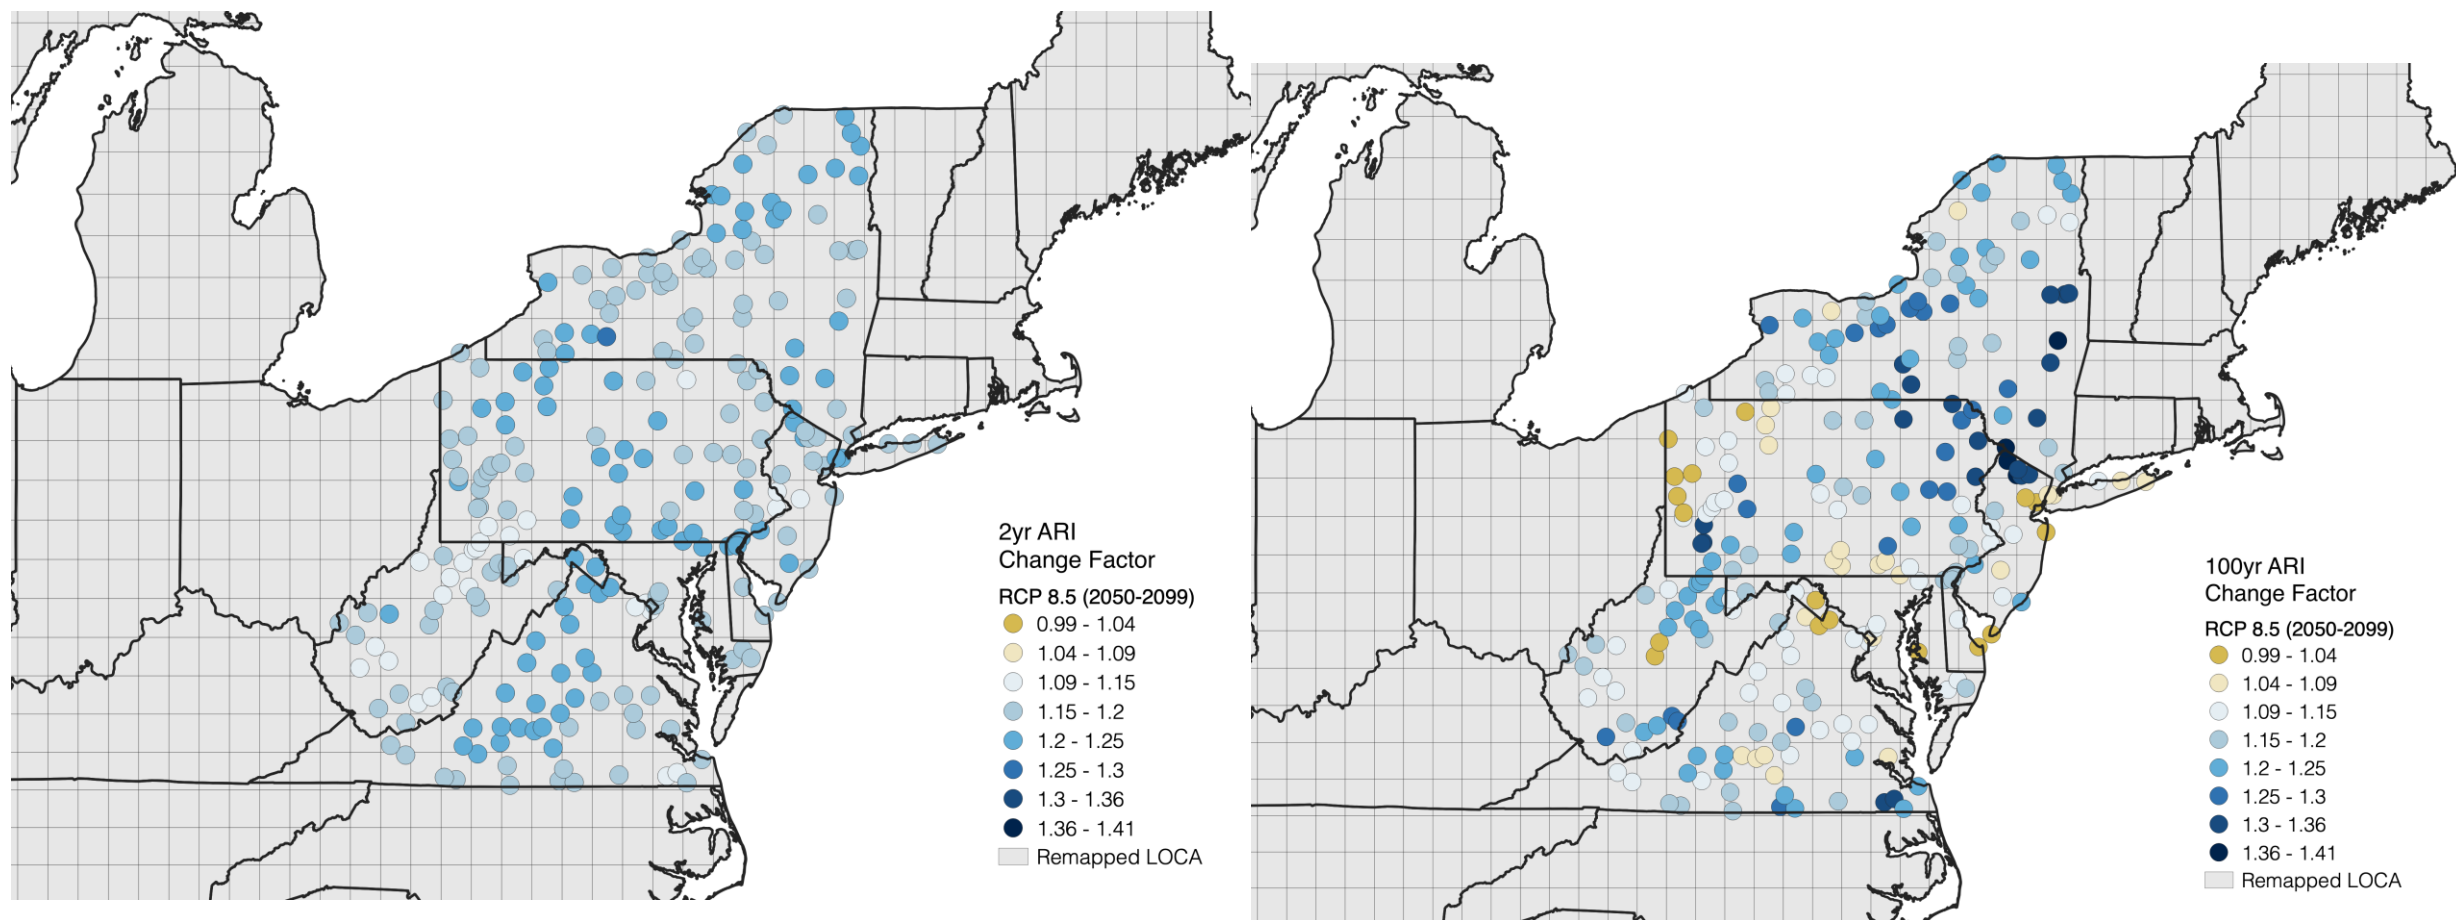 2yr ARI
Change Factor
RCP 8.5 (2050-2099)
0.99 - 1.04
1.04 - 1.09
1.09 - 1.15
1.15 - 1.2
1.2 - 1.25
1.25 - 1.3
1.3 - 1.36
1.36 - 1.41
Remapped LOCA
100yr ARI
Change Factor
RCP 8.5 (2050-2099)
0.99 - 1.04
1.04 - 1.09
1.09 - 1.15
1.15 - 1.2
1.2 - 1.25
1.25 - 1.3
1.3 - 1.36
1.36 - 1.41
Remapped LOCA